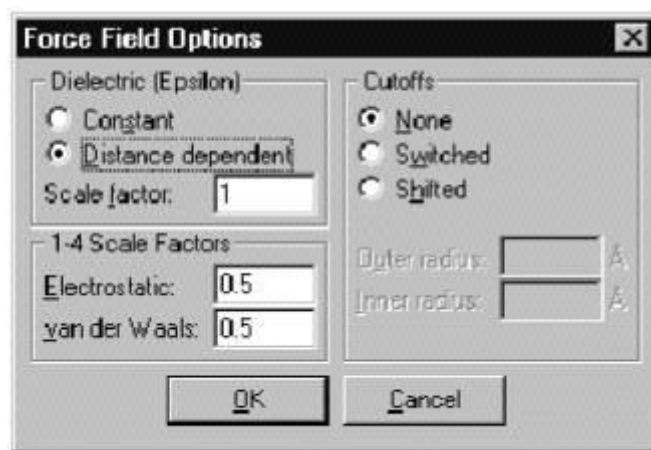 Force Field Options
Dielectric (Epsilon)
Constant
Distance dependent
Scale factor: 1
1-4 Scale Factors
Electrostatic: 0.5
van der Waals: 0.5
Cutoffs
None
Switched
Shifted
Outer radius: Å
Inner radius: Å
OK Cancel